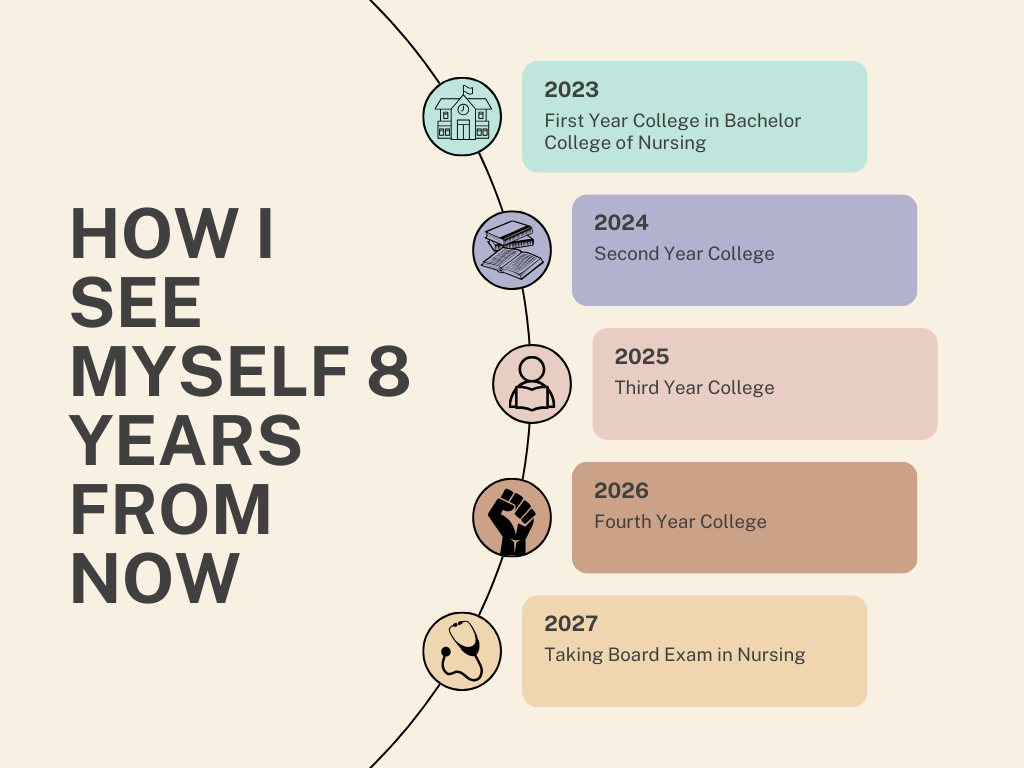 HOW I
SEE
MYSELF 8
YEARS
FROM
NOW
2023
First Year College in Bachelor
College of Nursing
2024
Second Year College
2025
Third Year College
2026
Fourth Year College
2027
Taking Board Exam in Nursing